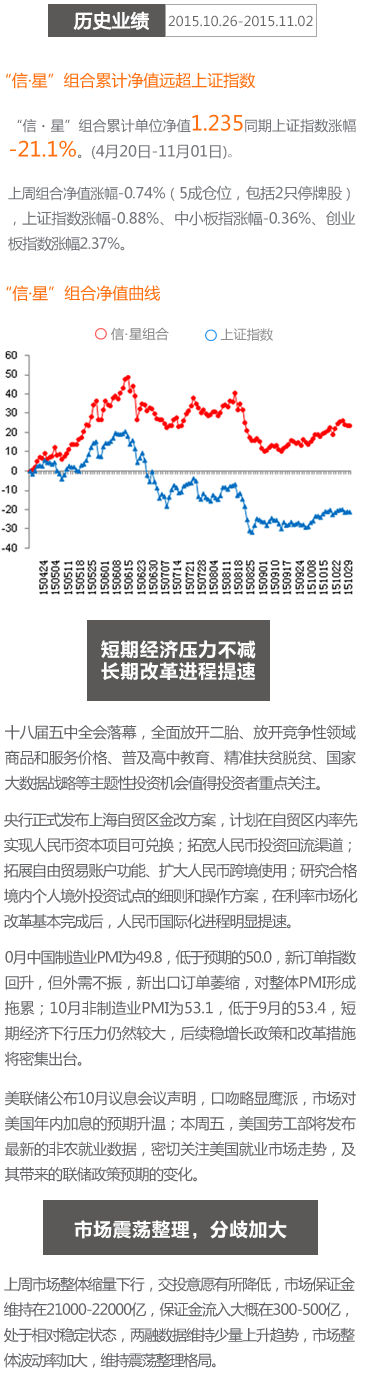 历史业绩 2015.10.26-2015.11.02
“信·星”组合累计净值远超上证指数
“信·星”组合累计单位净值1.235同期上证指数涨幅
-21.1%。(4月20日-11月01日)。
上周组合净值涨幅-0.74%（5成仓位，包括2只停牌股）
，上证指数涨幅-0.88%、中小板指涨幅-0.36%、创业
板指数涨幅2.37%。
“信·星”组合净值曲线
信·星组合 上证指数
60
50
40
30
20
10
0
-10
-20
-30
-40
150424 150504 150511 150518 150525 150601 150608 150615 150623 150630 150707 150714 150721 150728 150804 150811 150818 150825 150901 150910 150917 150924 151008 151015 151022 151029
短期经济压力不减
长期改革进程提速
十八届五中全会落幕，全面放开二胎、放开竞争性领域
商品和服务价格、普及高中教育、精准扶贫脱贫、国家
大数据战略等主题性投资机会值得投资者重点关注。
央行正式发布上海自贸区金改方案，计划在自贸区内率先
实现人民币资本项目可兑换；拓宽人民币投资回流渠道；
拓展自由贸易账户功能、扩大人民币跨境使用；研究合格
境内个人境外投资试点的细则和操作方案，在利率市场化
改革基本完成后，人民币国际化进程明显提速。
0月中国制造业PMI为49.8，低于预期的50.0，新订单指数
回升，但外需不振，新出口订单萎缩，对整体PMI形成
拖累；10月非制造业PMI为53.1，低于9月的53.4，短
期经济下行压力仍然较大，后续稳增长政策和改革措施
将密集出台。
美联储公布10月议息会议声明，口吻略显鹰派，市场对
美国年内加息的预期升温；本周五，美国劳工部将发布
最新的非农就业数据，密切关注美国就业市场走势，及
其带来的联储政策预期的变化。
市场震荡整理，分歧加大
上周市场整体缩量下行，交投意愿有所降低，市场保证金
维持在21000-22000亿，保证金流入大概在300-500亿，
处于相对稳定状态，两融数据维持少量上升趋势，市场整
体波动率加大，维持震荡整理格局。